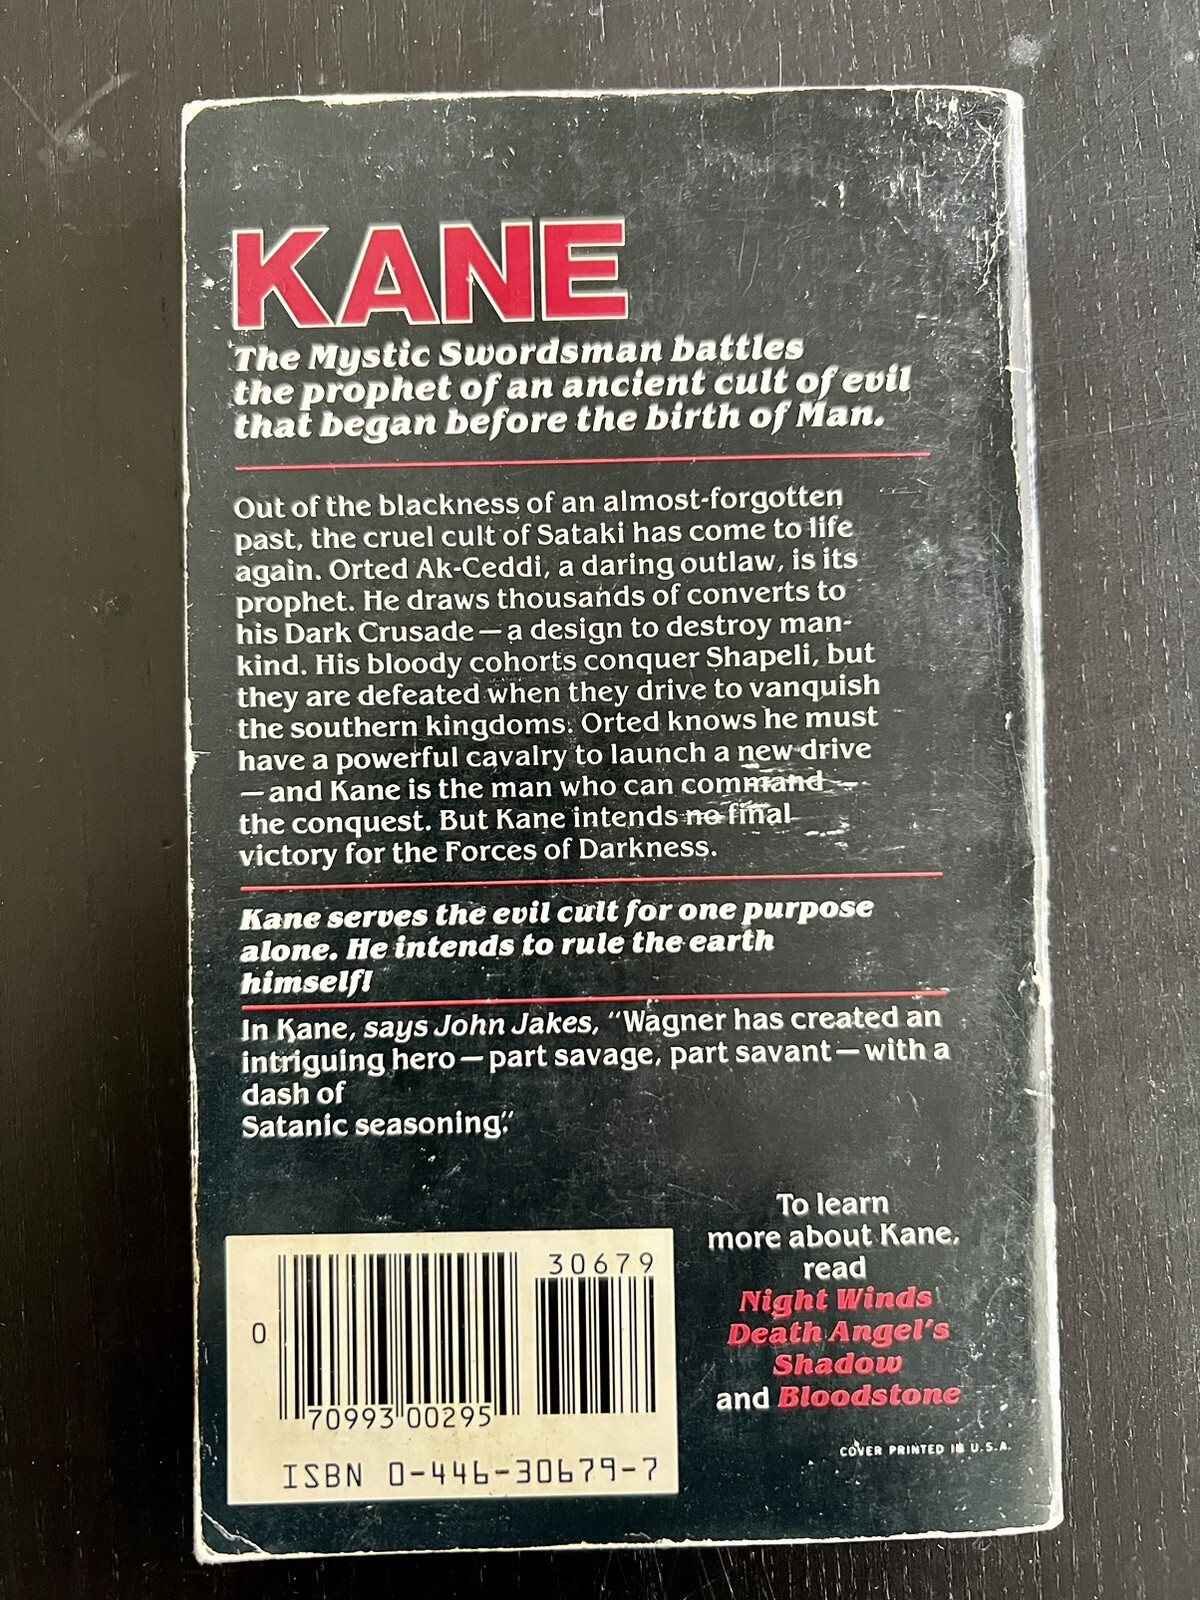 KANE
The Mystic Swordsman battles
the prophet of an ancient cult of evil
that began before the birth of Man.
Out of the blackness of an almost-forgotten
past, the cruel cult of Sataki has come to life
again. Orted Ak-Ceddi, a daring outlaw, is its
prophet. He draws thousands of converts to
his Dark Crusade—a design to destroy man-
kind. His bloody cohorts conquer Shapeli, but
they are defeated when they drive to vanquish
the southern kingdoms. Orted knows he must
have a powerful cavalry to launch a new drive
—and Kane is the man who can command
the conquest. But Kane intends no final
victory for the Forces of Darkness.
Kane serves the evil cult for one purpose
alone. He intends to rule the earth
himself!
In Kane, says John Jakes, "Wagner has created an
intriguing hero—part savage, part savant—with a
dash of
Satanic seasoning."
To learn
more about Kane,
read
Night Winds
Death Angel's
Shadow
and Bloodstone
COVER PRINTED IN U.S.A.
30679
0
70993 00295
ISBN 0-446-30679-7